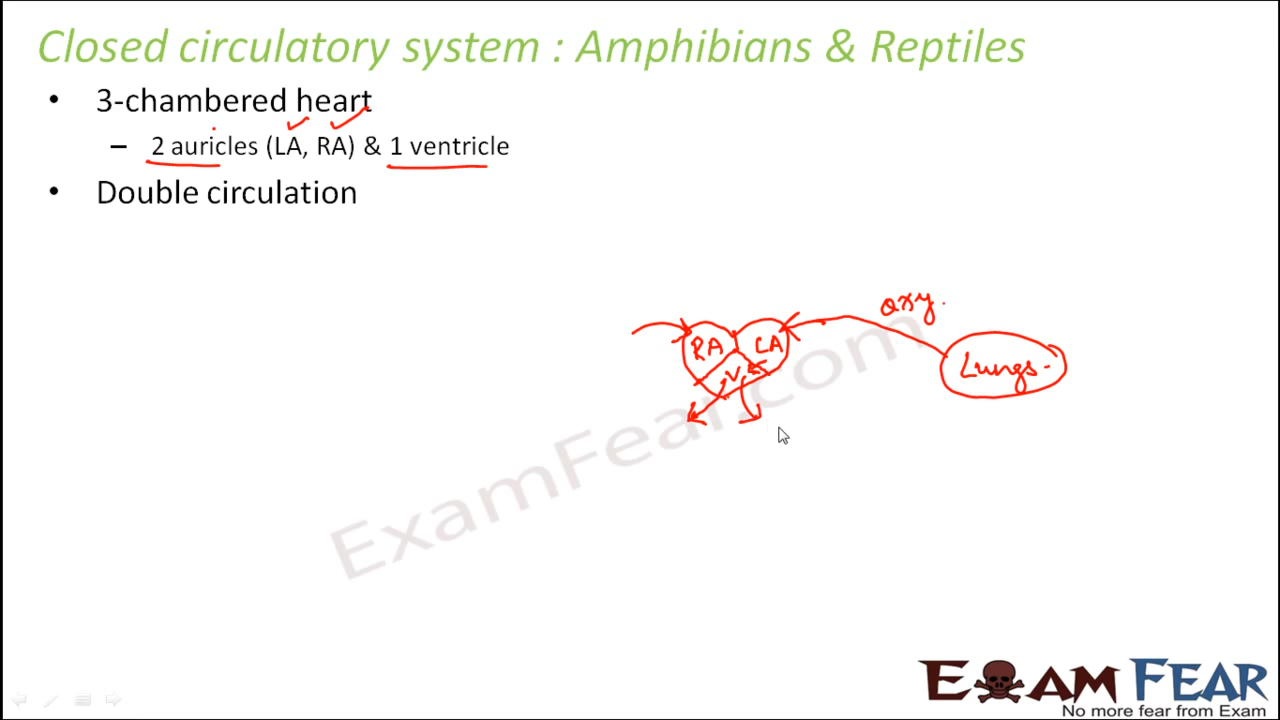 Closed circulatory system : Amphibians & Reptiles
• 3-chambered heart
– 2 auricles (LA, RA) & 1 ventricle
• Double circulation
oxy.
RA LA
V
Lungs.
ExamFear.com
EXAM FEAR
No more fear from Exam